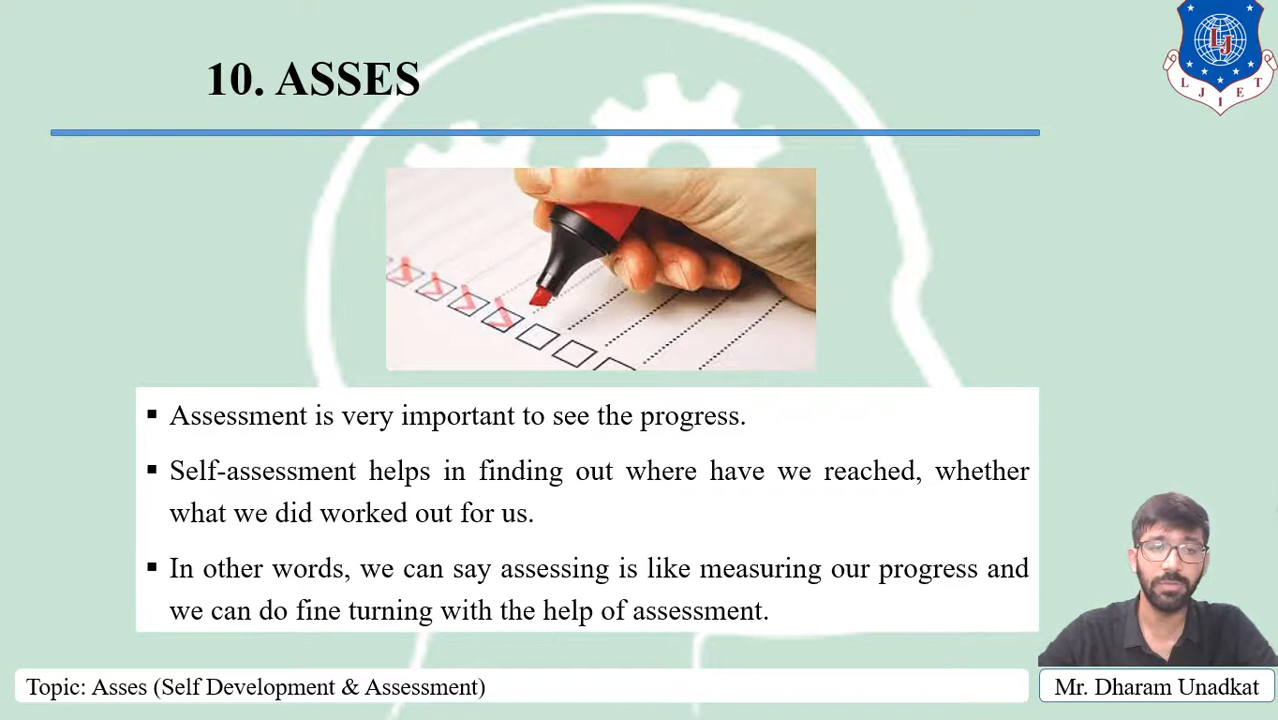 10. ASSES
LJ
L J I E T
▪ Assessment is very important to see the progress.
▪ Self-assessment helps in finding out where have we reached, whether
what we did worked out for us.
▪ In other words, we can say assessing is like measuring our progress and
we can do fine turning with the help of assessment.
Topic: Asses (Self Development & Assessment)
Mr. Dharam Unadkat